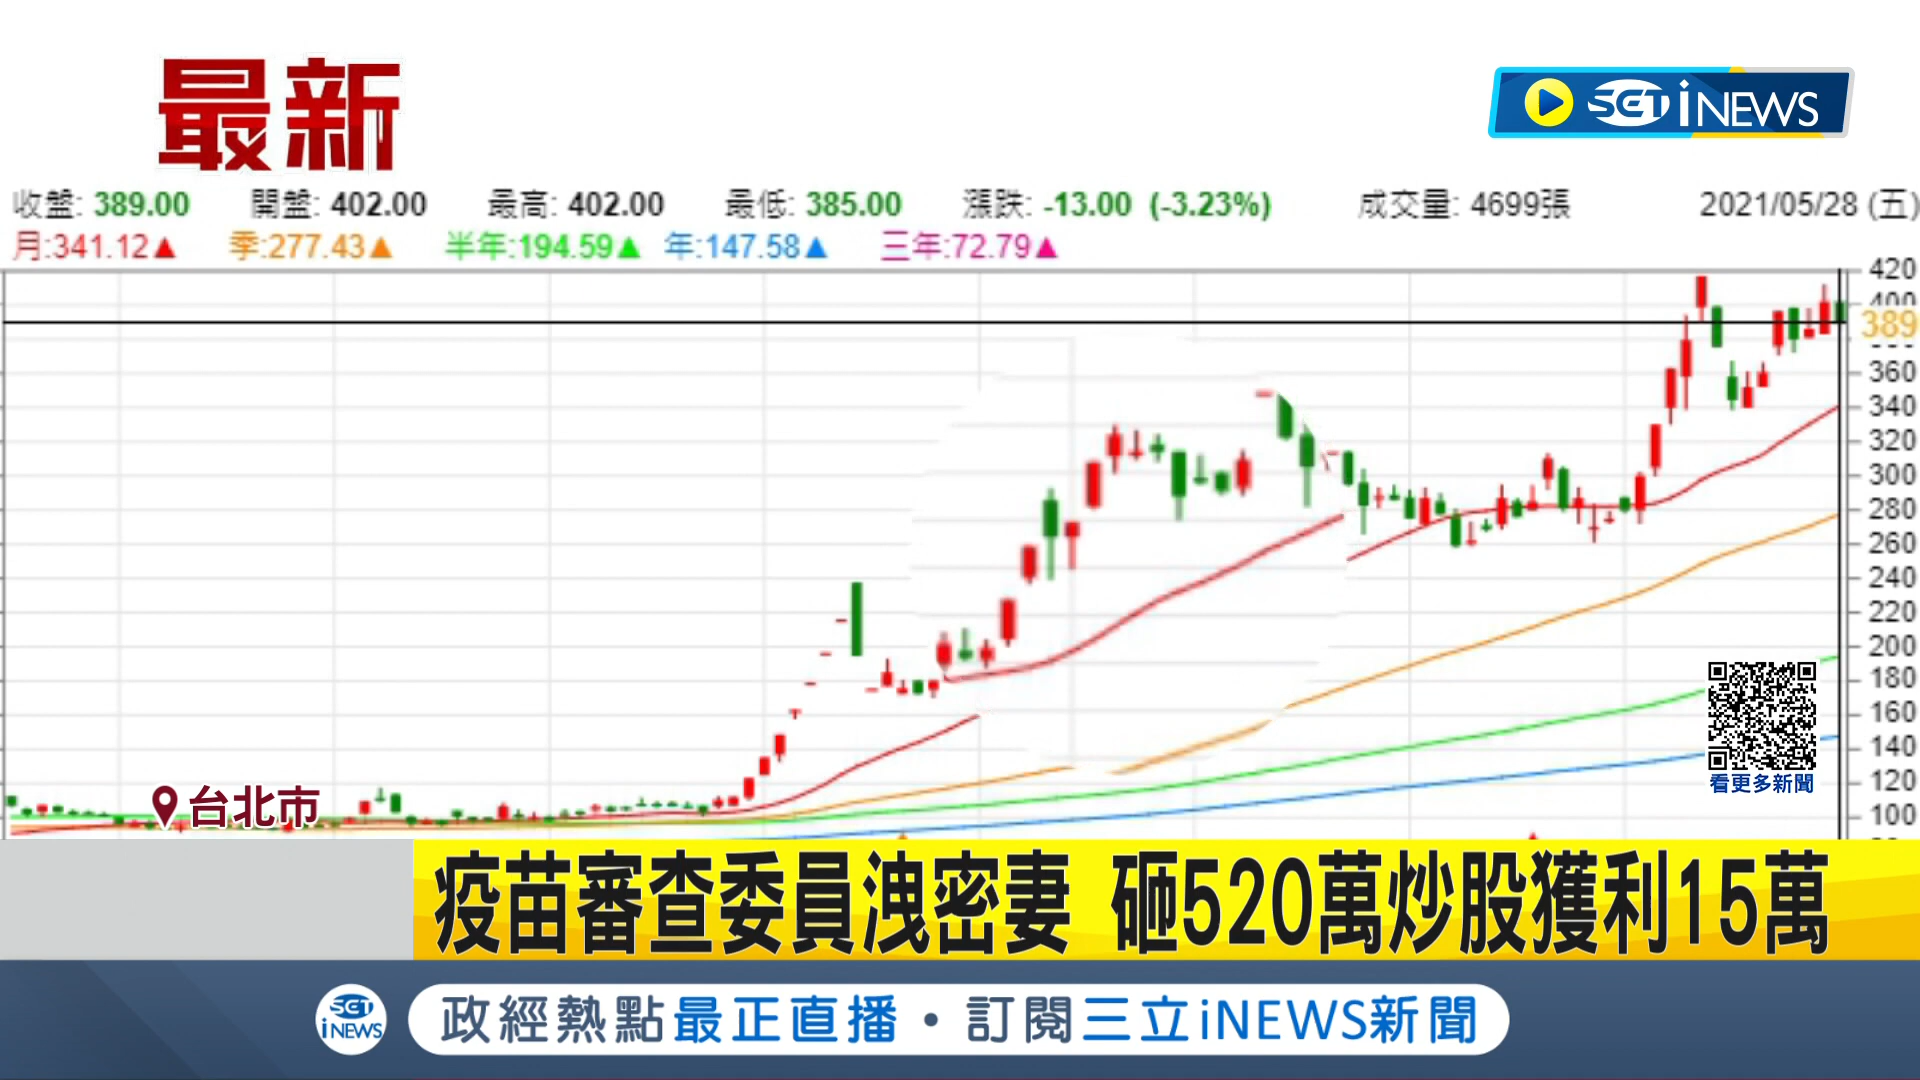 最新
SET iNEWS
收盤: 389.00 開盤: 402.00 最高: 402.00 最低: 385.00 漲跌: -13.00 (-3.23%) 成交量: 4699張 2021/05/28 (五)
月:341.12▲ 季:277.43▲ 半年:194.59▲ 年:147.58▲ 三年:72.79▲
420
400
389
360
340
320
300
280
260
240
220
200
180
160
140
120
100
看更多新聞
台北市
疫苗審查委員洩密妻 砸520萬炒股獲利15萬
SET iNEWS
政經熱點最正直播・訂閱三立iNEWS新聞